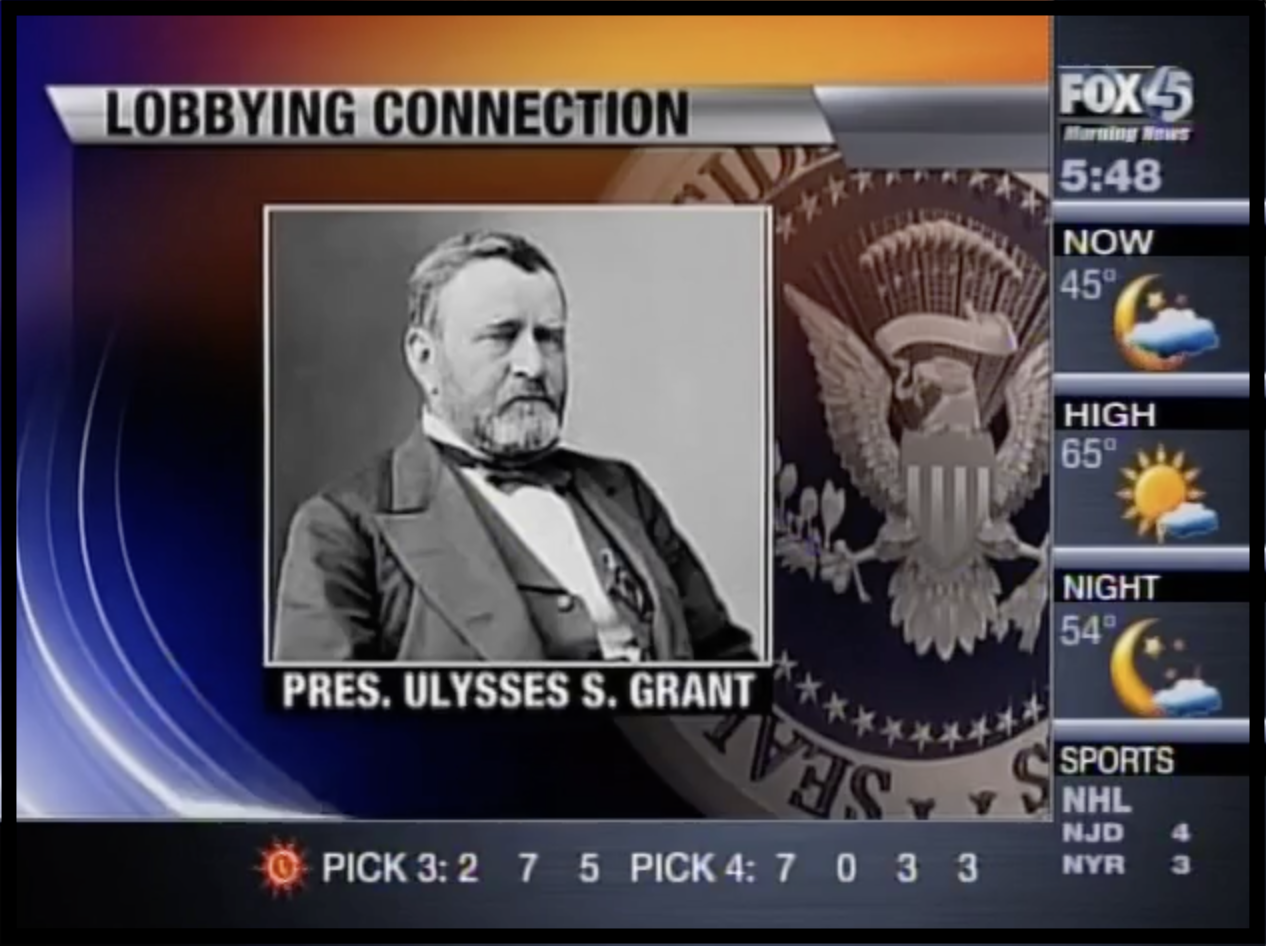 LOBBYING CONNECTION
PRES. ULYSSES S. GRANT
FOX 45
Morning News
5:48
NOW
45°
HIGH
65°
NIGHT
54°
SPORTS
NHL
NJD 4
NYR 3
SEAL
PICK 3: 2 7 5 PICK 4: 7 0 3 3